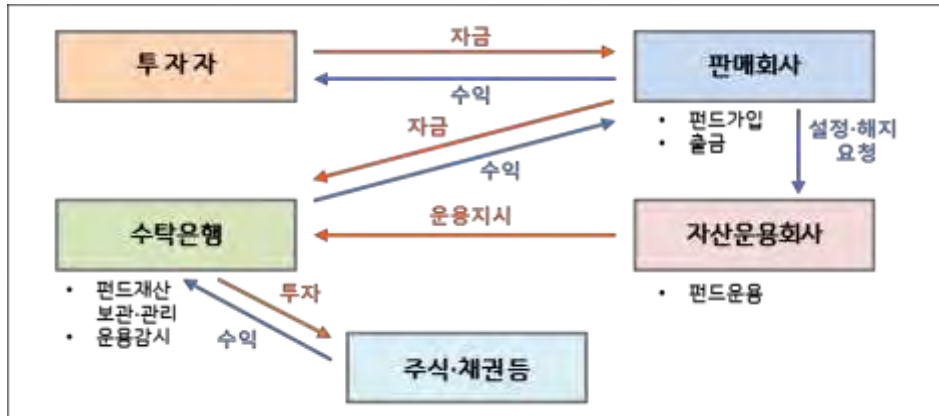 투 자 자
자금
판매회사
수익
자금
• 펀드가입
• 출금
설정·해지
요청
수익
수탁은행
운용지시
자산운용회사
• 펀드재산
보관·관리
• 운용감시
투자
• 펀드운용
수익
주식·채권 등